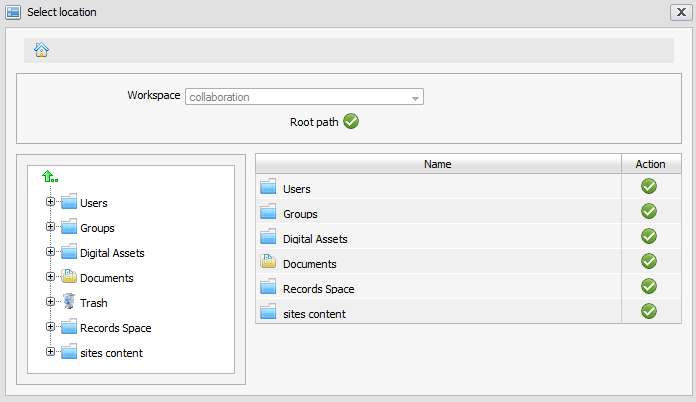 Select location
Workspace collaboration
Root path
..
Users
Groups
Digital Assets
Documents
Trash
Records Space
sites content
Name Action
Users
Groups
Digital Assets
Documents
Records Space
sites content